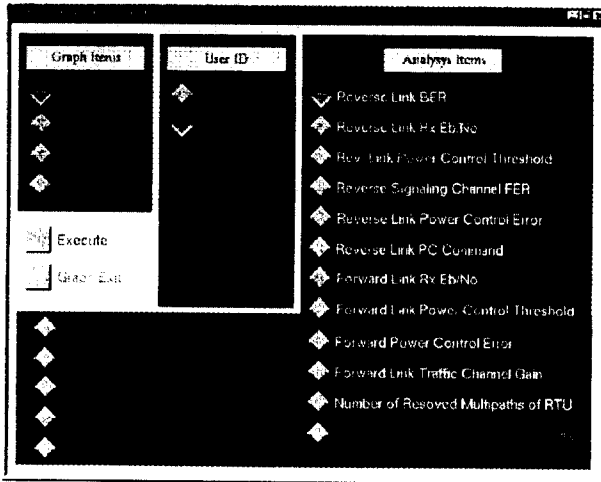 Graph Items
User ID
Analysys Items
Execute
Graph Exit
Reverse Link BER
Reverse Link Rx Eb/No
Rev. Link Power Control Threshold
Reverse Signaling Channel FER
Reverse Link Power Control Error
Reverse Link PC Command
Forward Link Rx Eb/No
Forward Link Power Control Threshold
Forward Power Control Error
Forward Link Traffic Channel Gain
Number of Resoved Multipaths of RTU